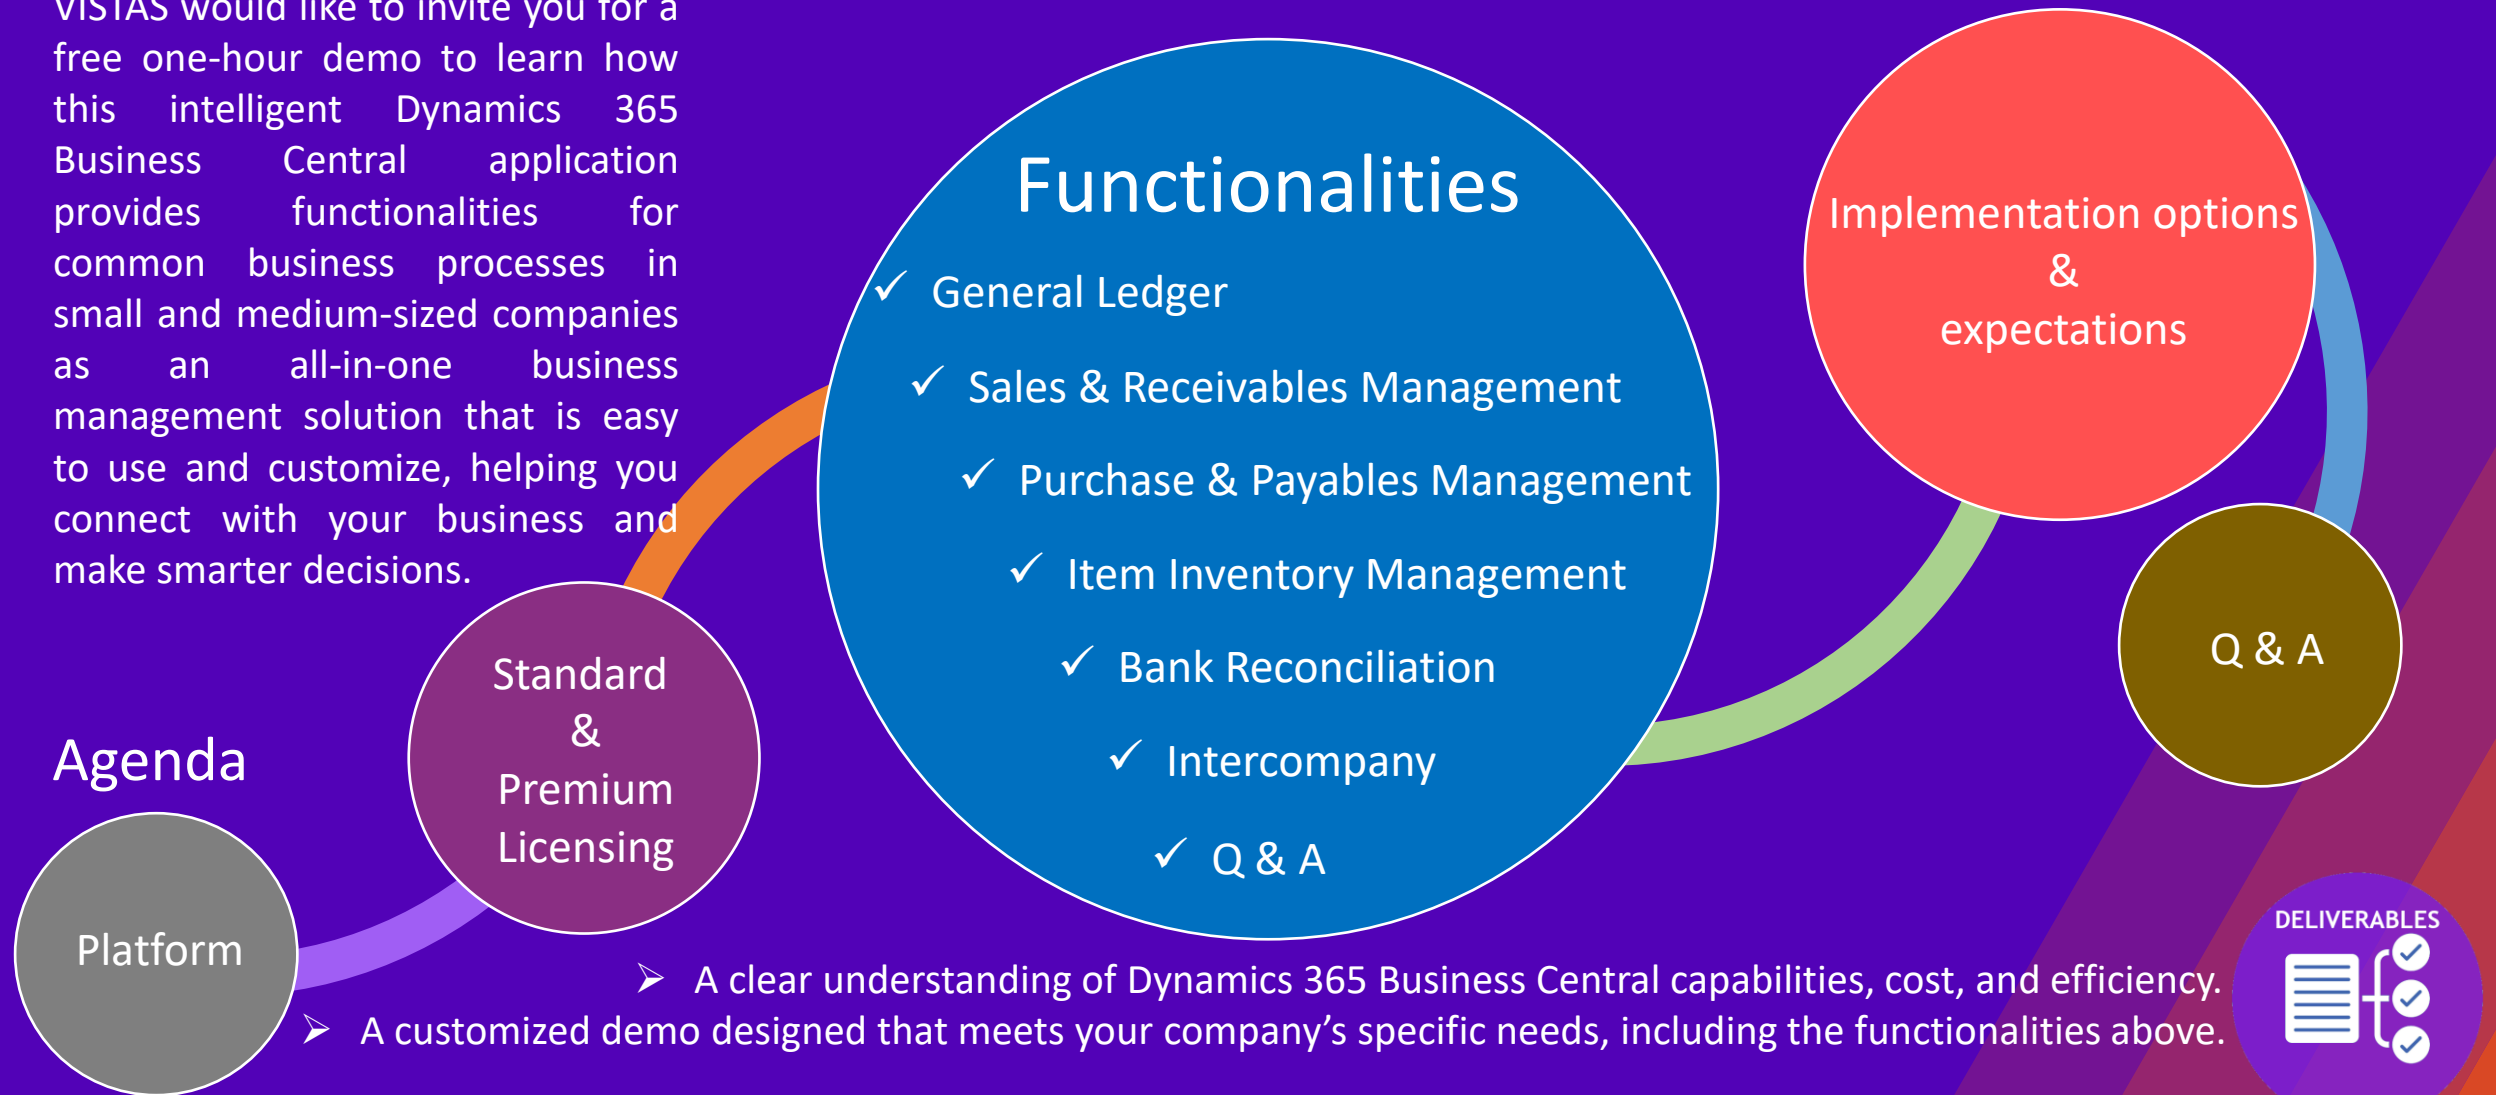 VISTAS would like to invite you for a
free one-hour demo to learn how
this intelligent Dynamics 365
Business Central application
provides functionalities for
common business processes in
small and medium-sized companies
as an all-in-one business
management solution that is easy
to use and customize, helping you
connect with your business and
make smarter decisions.
Agenda
Platform
Standard
&
Premium
Licensing
Functionalities
✓ General Ledger
✓ Sales & Receivables Management
✓ Purchase & Payables Management
✓ Item Inventory Management
✓ Bank Reconciliation
✓ Intercompany
✓ Q & A
Implementation options
&
expectations
Q & A
DELIVERABLES
➢ A clear understanding of Dynamics 365 Business Central capabilities, cost, and efficiency.
➢ A customized demo designed that meets your company’s specific needs, including the functionalities above.